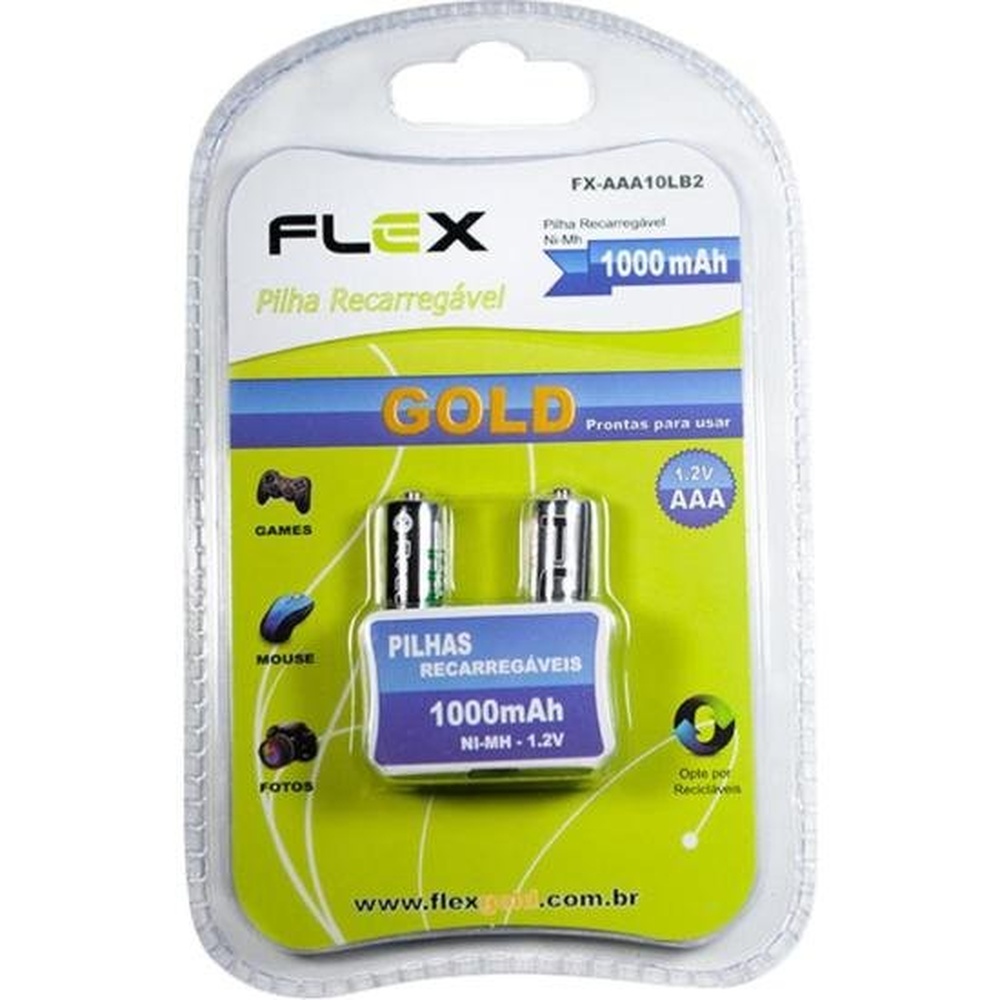 FX-AAA10LB2
FLEX
Pilha Recarregável
Ni-Mh
1000 mAh
Pilha Recarregável
GOLD
Prontas para usar
1.2V
AAA
GAMES
MOUSE
FOTOS
PILHAS
RECARREGÁVEIS
1000mAh
NI-MH - 1.2V
Opte por
Recicláveis
www.flexgold.com.br